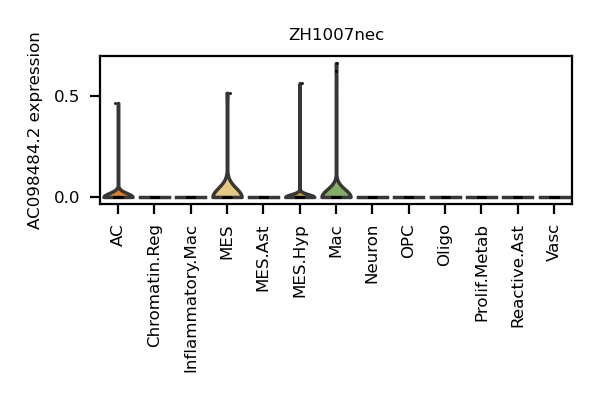 ZH1007nec
AC098484.2 expression
0.5
0.0
AC
Chromatin.Reg
Inflammatory.Mac
MES
MES.Ast
MES.Hyp
Mac
Neuron
OPC
Oligo
Prolif.Metab
Reactive.Ast
Vasc